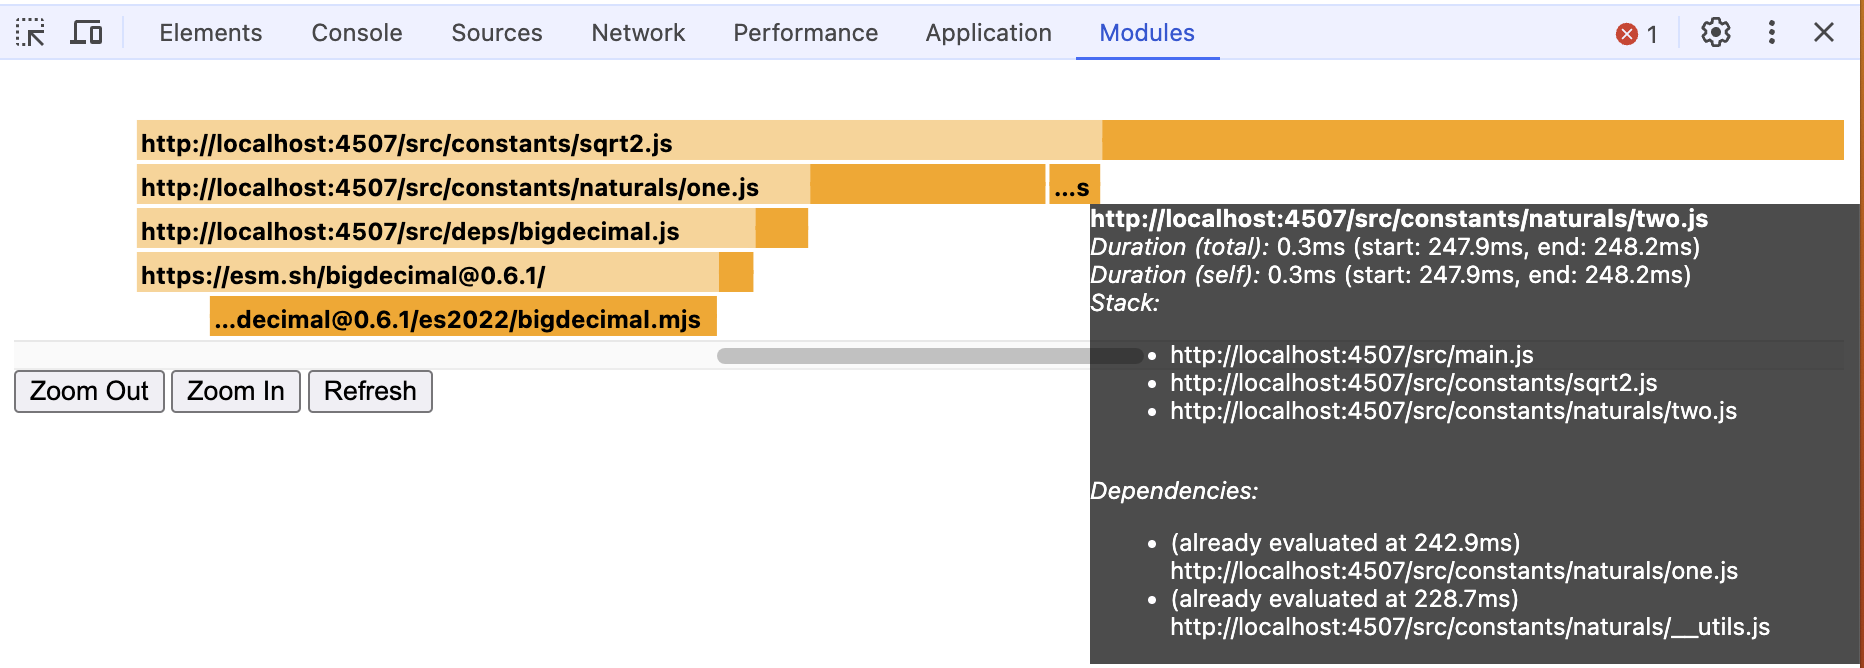 Elements Console Sources Network Performance Application Modules 1
http://localhost:4507/src/constants/sqrt2.js
http://localhost:4507/src/constants/naturals/one.js ...s
http://localhost:4507/src/deps/bigdecimal.js
https://esm.sh/bigdecimal@0.6.1/
...decimal@0.6.1/es2022/bigdecimal.mjs
Zoom Out Zoom In Refresh
http://localhost:4507/src/constants/naturals/two.js
Duration (total): 0.3ms (start: 247.9ms, end: 248.2ms)
Duration (self): 0.3ms (start: 247.9ms, end: 248.2ms)
Stack:
• http://localhost:4507/src/main.js
• http://localhost:4507/src/constants/sqrt2.js
• http://localhost:4507/src/constants/naturals/two.js
Dependencies:
• (already evaluated at 242.9ms)
http://localhost:4507/src/constants/naturals/one.js
• (already evaluated at 228.7ms)
http://localhost:4507/src/constants/naturals/__utils.js